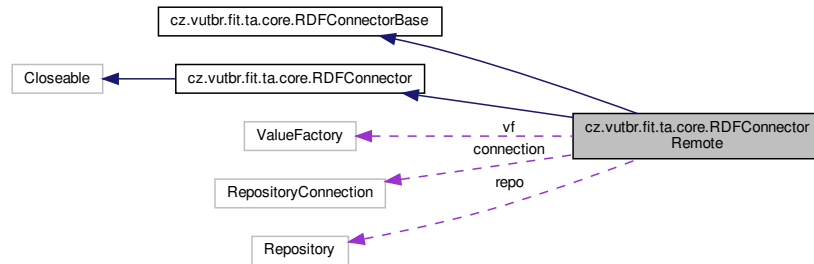 cz.vutbr.fit.ta.core.RDFConnectorBase
Closeable
cz.vutbr.fit.ta.core.RDFConnector
cz.vutbr.fit.ta.core.RDFConnector
Remote
vf
ValueFactory
connection
RepositoryConnection
repo
Repository